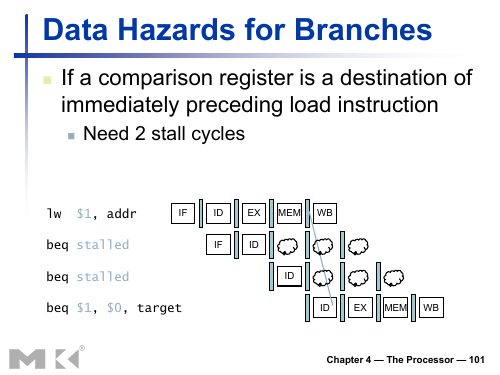 Data Hazards for Branches
If a comparison register is a destination of
immediately preceding load instruction
Need 2 stall cycles
lw $1, addr IF ID EX MEM WB
beq stalled IF ID
beq stalled ID
beq $1, $0, target ID EX MEM WB
MK®
Chapter 4 — The Processor — 101